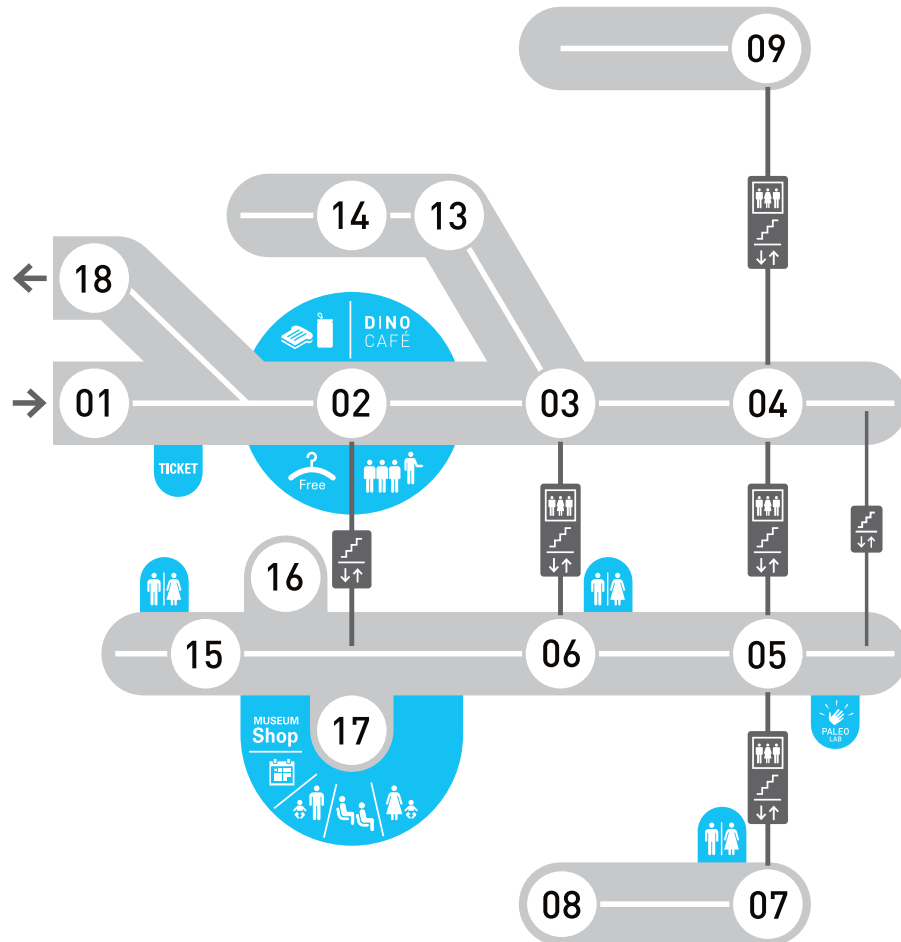 09
14
13
18
DINO
CAFÉ
01
02
03
04
TICKET
Free
16
15
06
05
17
MUSEUM
Shop
PALEO
LAB
08
07